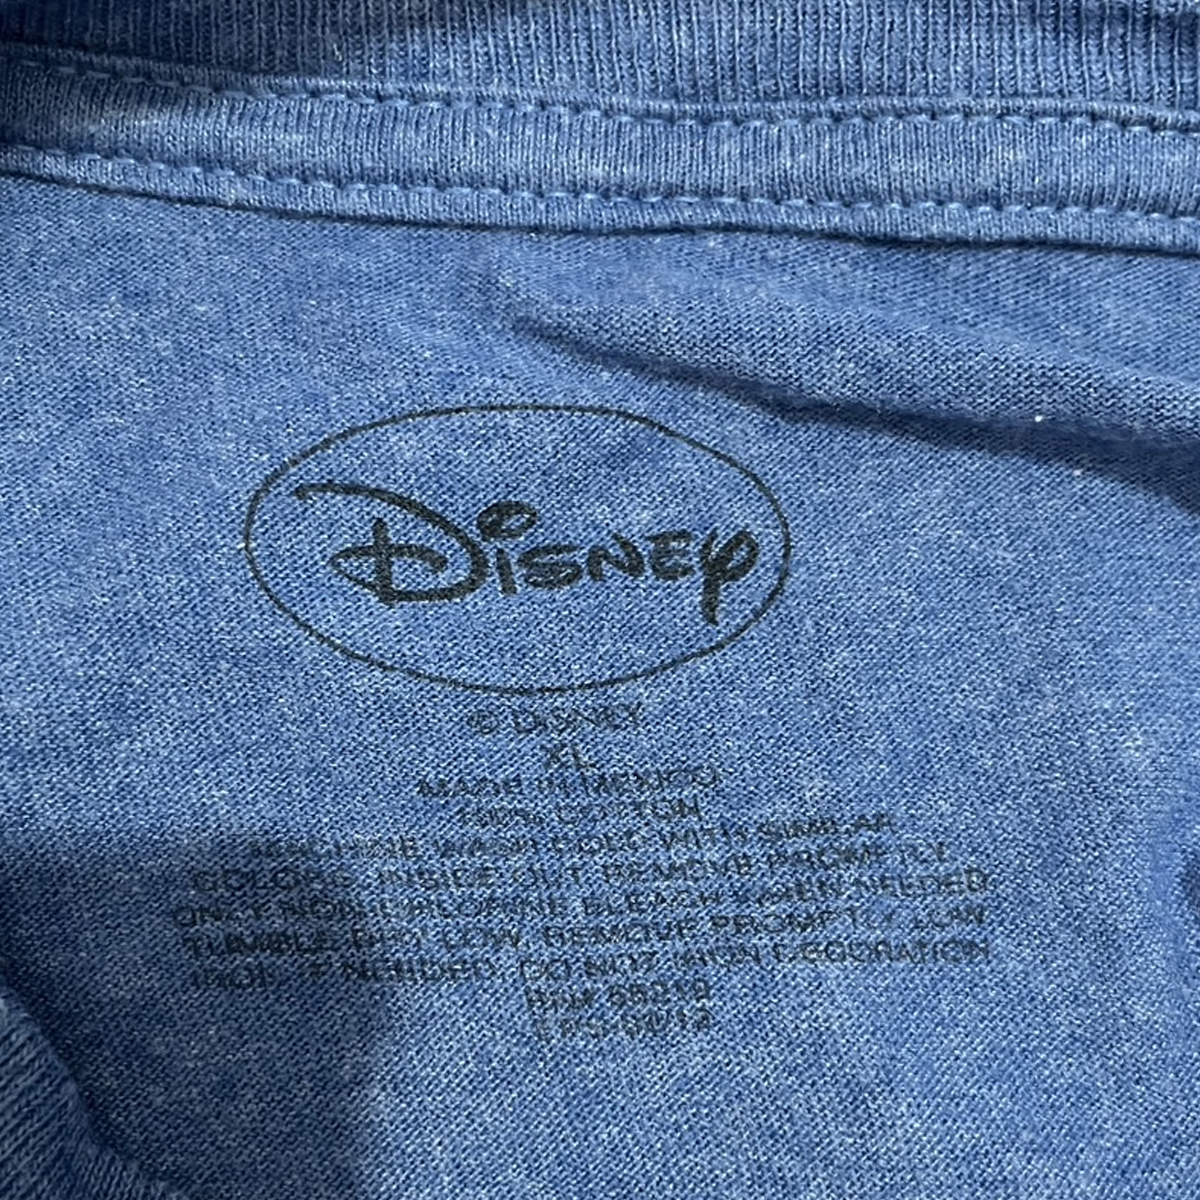 Disney
© DISNEY
XL
MADE IN MEXICO
100% COTTON
MACHINE WASH COLD WITH SIMILAR
COLORS, INSIDE OUT REMOVE PROMPTLY
ONLY NON-CHLORINE BLEACH WHEN NEEDED
TUMBLE DRY LOW, REMOVE PROMPTLY LOW
IRON IF NEEDED, DO NOT IRON DECORATION